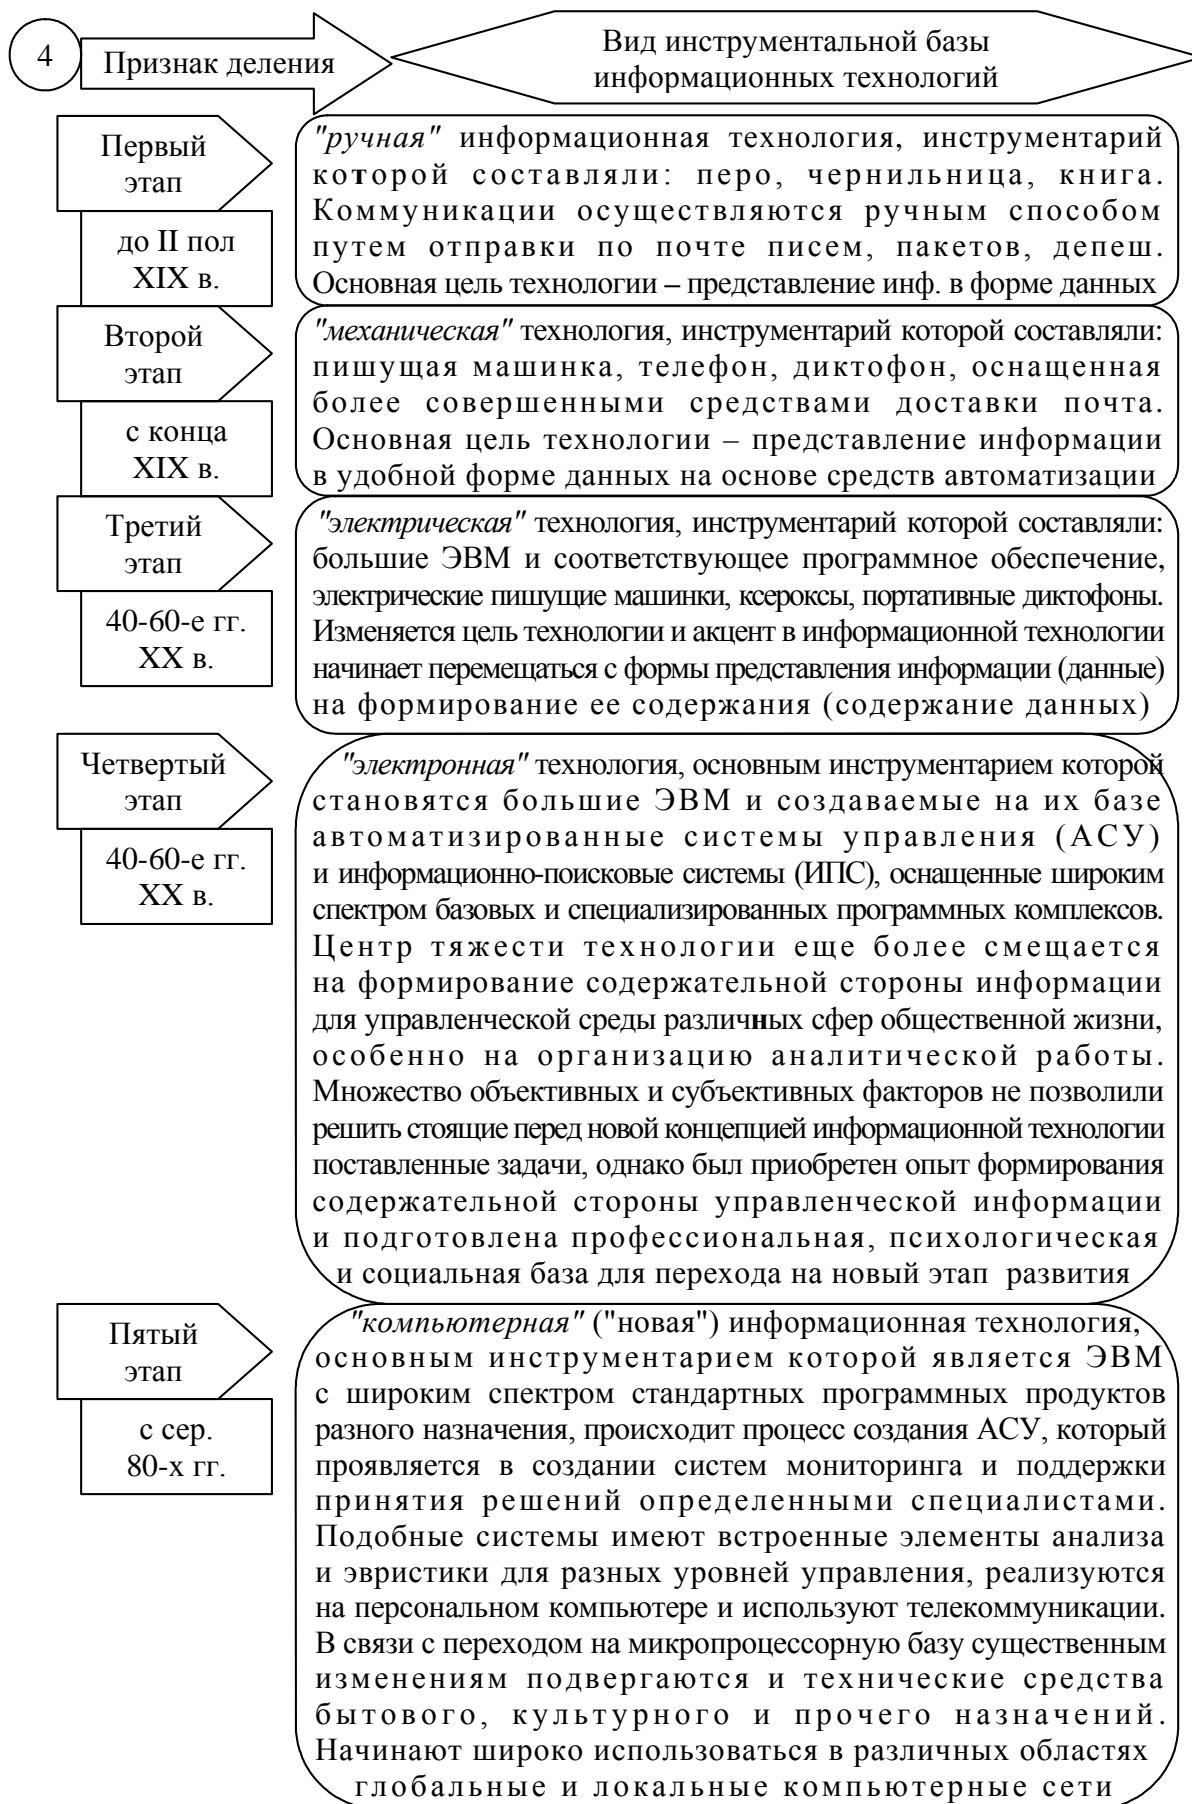 4
Признак деления
Вид инструментальной базы
информационных технологий
Первый
этап
до II пол
XIX в.
"ручная" информационная технология, инструментарий
которой составляли: перо, чернильница, книга.
Коммуникации осуществляются ручным способом
путем отправки по почте писем, пакетов, депеш.
Основная цель технологии – представление инф. в форме данных
Второй
этап
с конца
XIX в.
"механическая" технология, инструментарий которой составляли:
пишущая машинка, телефон, диктофон, оснащенная
более совершенными средствами доставки почта.
Основная цель технологии – представление информации
в удобной форме данных на основе средств автоматизации
Третий
этап
40-60-е гг.
XX в.
"электрическая" технология, инструментарий которой составляли:
большие ЭВМ и соответствующее программное обеспечение,
электрические пишущие машинки, ксероксы, портативные диктофоны.
Изменяется цель технологии и акцент в информационной технологии
начинает перемещаться с формы представления информации (данные)
на формирование ее содержания (содержание данных)
Четвертый
этап
40-60-е гг.
XX в.
"электронная" технология, основным инструментарием которой
становятся большие ЭВМ и создаваемые на их базе
автоматизированные системы управления (АСУ)
и информационно-поисковые системы (ИПС), оснащенные широким
спектром базовых и специализированных программных комплексов.
Центр тяжести технологии еще более смещается
на формирование содержательной стороны информации
для управленческой среды различных сфер общественной жизни,
особенно на организацию аналитической работы.
Множество объективных и субъективных факторов не позволили
решить стоящие перед новой концепцией информационной технологии
поставленные задачи, однако был приобретен опыт формирования
содержательной стороны управленческой информации
и подготовлена профессиональная, психологическая
и социальная база для перехода на новый этап развития
Пятый
этап
с сер.
80-х гг.
"компьютерная" ("новая") информационная технология,
основным инструментарием которой является ЭВМ
с широким спектром стандартных программных продуктов
разного назначения, происходит процесс создания АСУ, который
проявляется в создании систем мониторинга и поддержки
принятия решений определенными специалистами.
Подобные системы имеют встроенные элементы анализа
и эвристики для разных уровней управления, реализуются
на персональном компьютере и используют телекоммуникации.
В связи с переходом на микропроцессорную базу существенным
изменениям подвергаются и технические средства
бытового, культурного и прочего назначений.
Начинают широко использоваться в различных областях
глобальные и локальные компьютерные сети